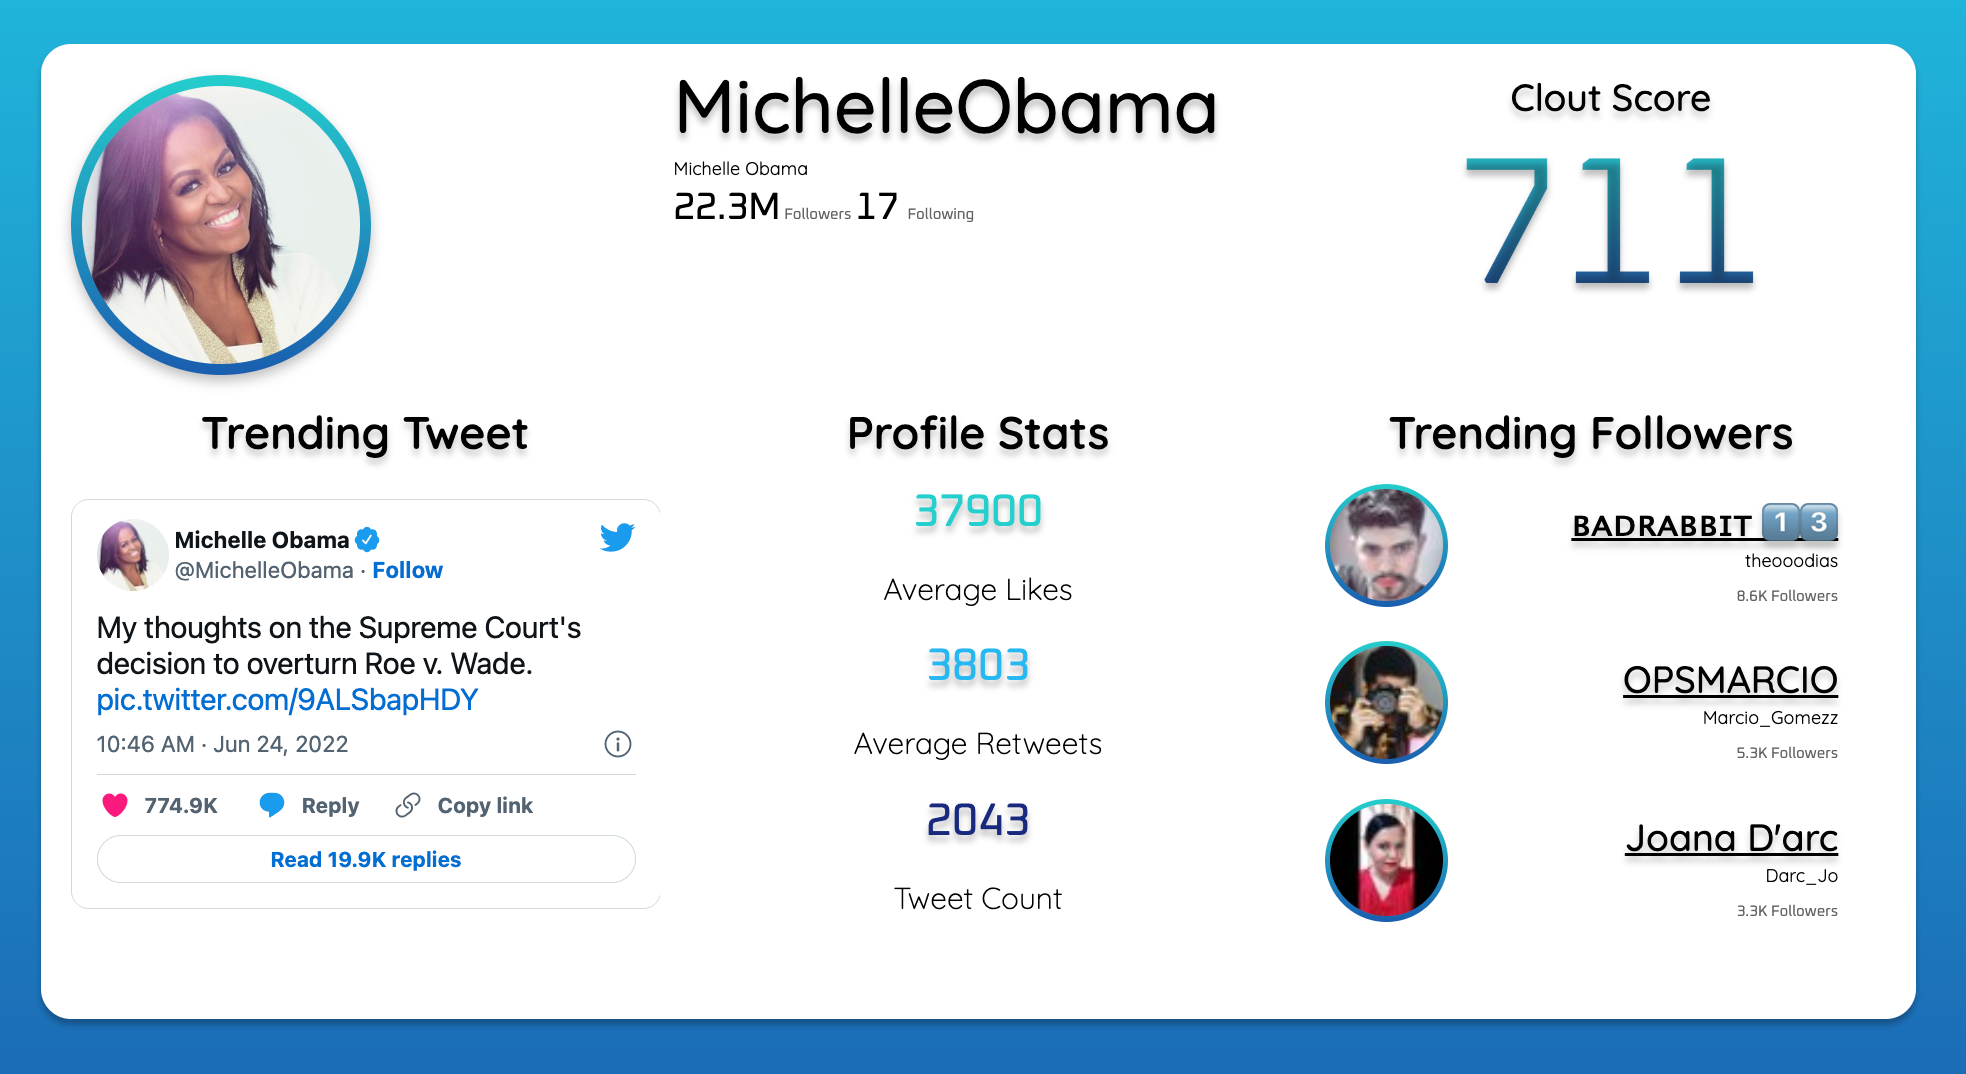 MichelleObama
Michelle Obama
22.3M Followers 17 Following
Clout Score
711
Trending Tweet
Michelle Obama
@MichelleObama · Follow
My thoughts on the Supreme Court's
decision to overturn Roe v. Wade.
pic.twitter.com/9ALSbapHDY
10:46 AM · Jun 24, 2022
774.9K Reply Copy link
Read 19.9K replies
Profile Stats
37900
Average Likes
3803
Average Retweets
2043
Tweet Count
Trending Followers
BADRABBIT 1️⃣3️⃣
theooodias
8.6K Followers
OPSMARCIO
Marcio_Gomezz
5.3K Followers
Joana D'arc
Darc_Jo
3.3K Followers